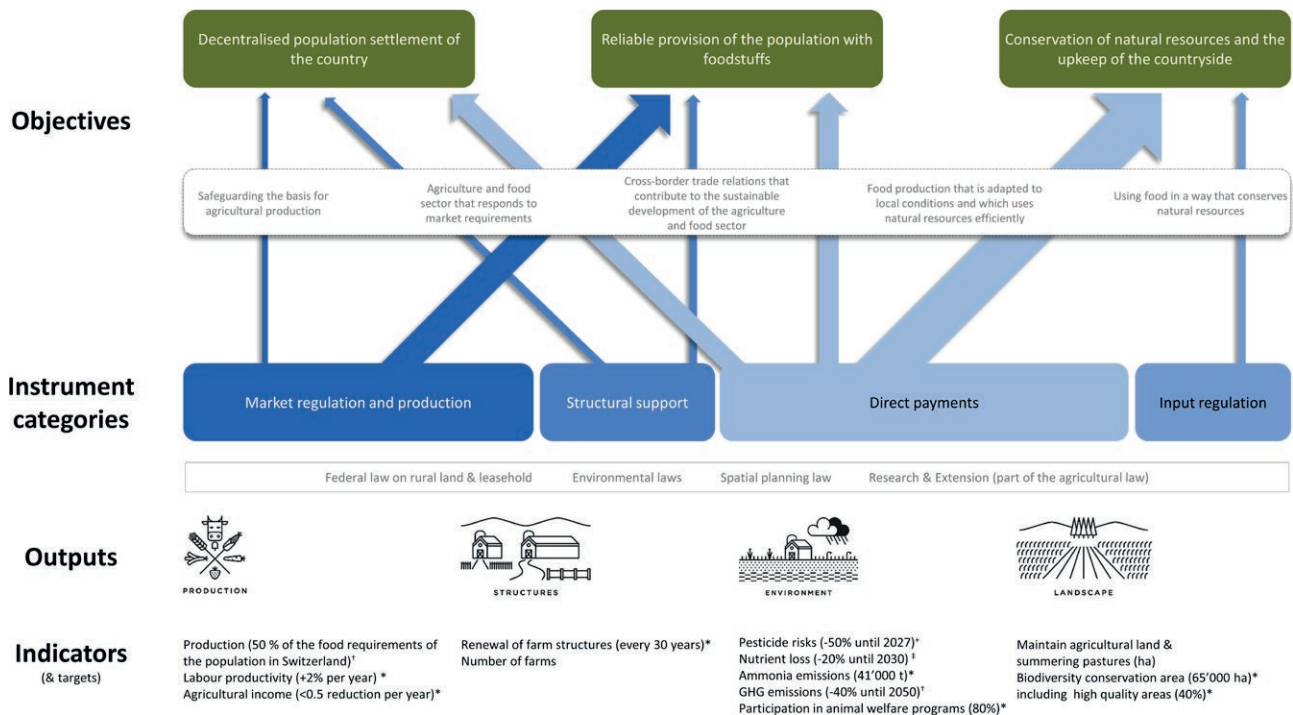 Decentralised population settlement of
the country
Reliable provision of the population with
foodstuffs
Conservation of natural resources and the
upkeep of the countryside
Objectives
Safeguarding the basis for
agricultural production
Agriculture and food
sector that responds to
market requirements
Cross-border trade relations that
contribute to the sustainable
development of the agriculture
and food sector
Food production that is adapted to
local conditions and which uses
natural resources efficiently
Using food in a way that conserves
natural resources
Instrument
categories
Market regulation and production
Structural support
Direct payments
Input regulation
Federal law on rural land & leasehold
Environmental laws
Spatial planning law
Research & Extension (part of the agricultural law)
Outputs
PRODUCTION
STRUCTURES
ENVIRONMENT
LANDSCAPE
Indicators
(& targets)
Production (50 % of the food requirements of
the population in Switzerland)†
Labour productivity (+2% per year) *
Agricultural income (<0.5 reduction per year)*
Renewal of farm structures (every 30 years)*
Number of farms
Pesticide risks (-50% until 2027)⁺
Nutrient loss (-20% until 2030) ‡
Ammonia emissions (41'000 t)*
GHG emissions (-40% until 2050)†
Participation in animal welfare programs (80%)*
Maintain agricultural land &
summering pastures (ha)
Biodiversity conservation area (65'000 ha)*
including high quality areas (40%)*